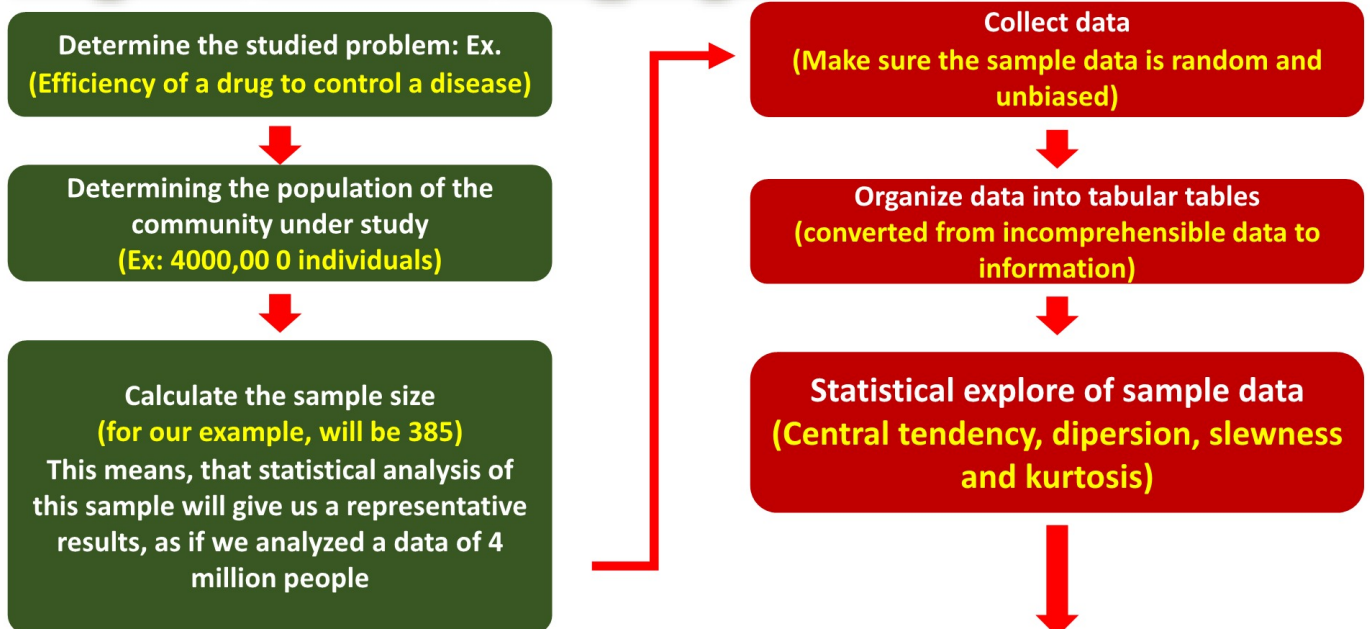 Determine the studied problem: Ex.
(Efficiency of a drug to control a disease)
Determining the population of the
community under study
(Ex: 4000,00 0 individuals)
Calculate the sample size
(for our example, will be 385)
This means, that statistical analysis of
this sample will give us a representative
results, as if we analyzed a data of 4
million people
Collect data
(Make sure the sample data is random and
unbiased)
Organize data into tabular tables
(converted from incomprehensible data to
information)
Statistical explore of sample data
(Central tendency, dipersion, slewness
and kurtosis)